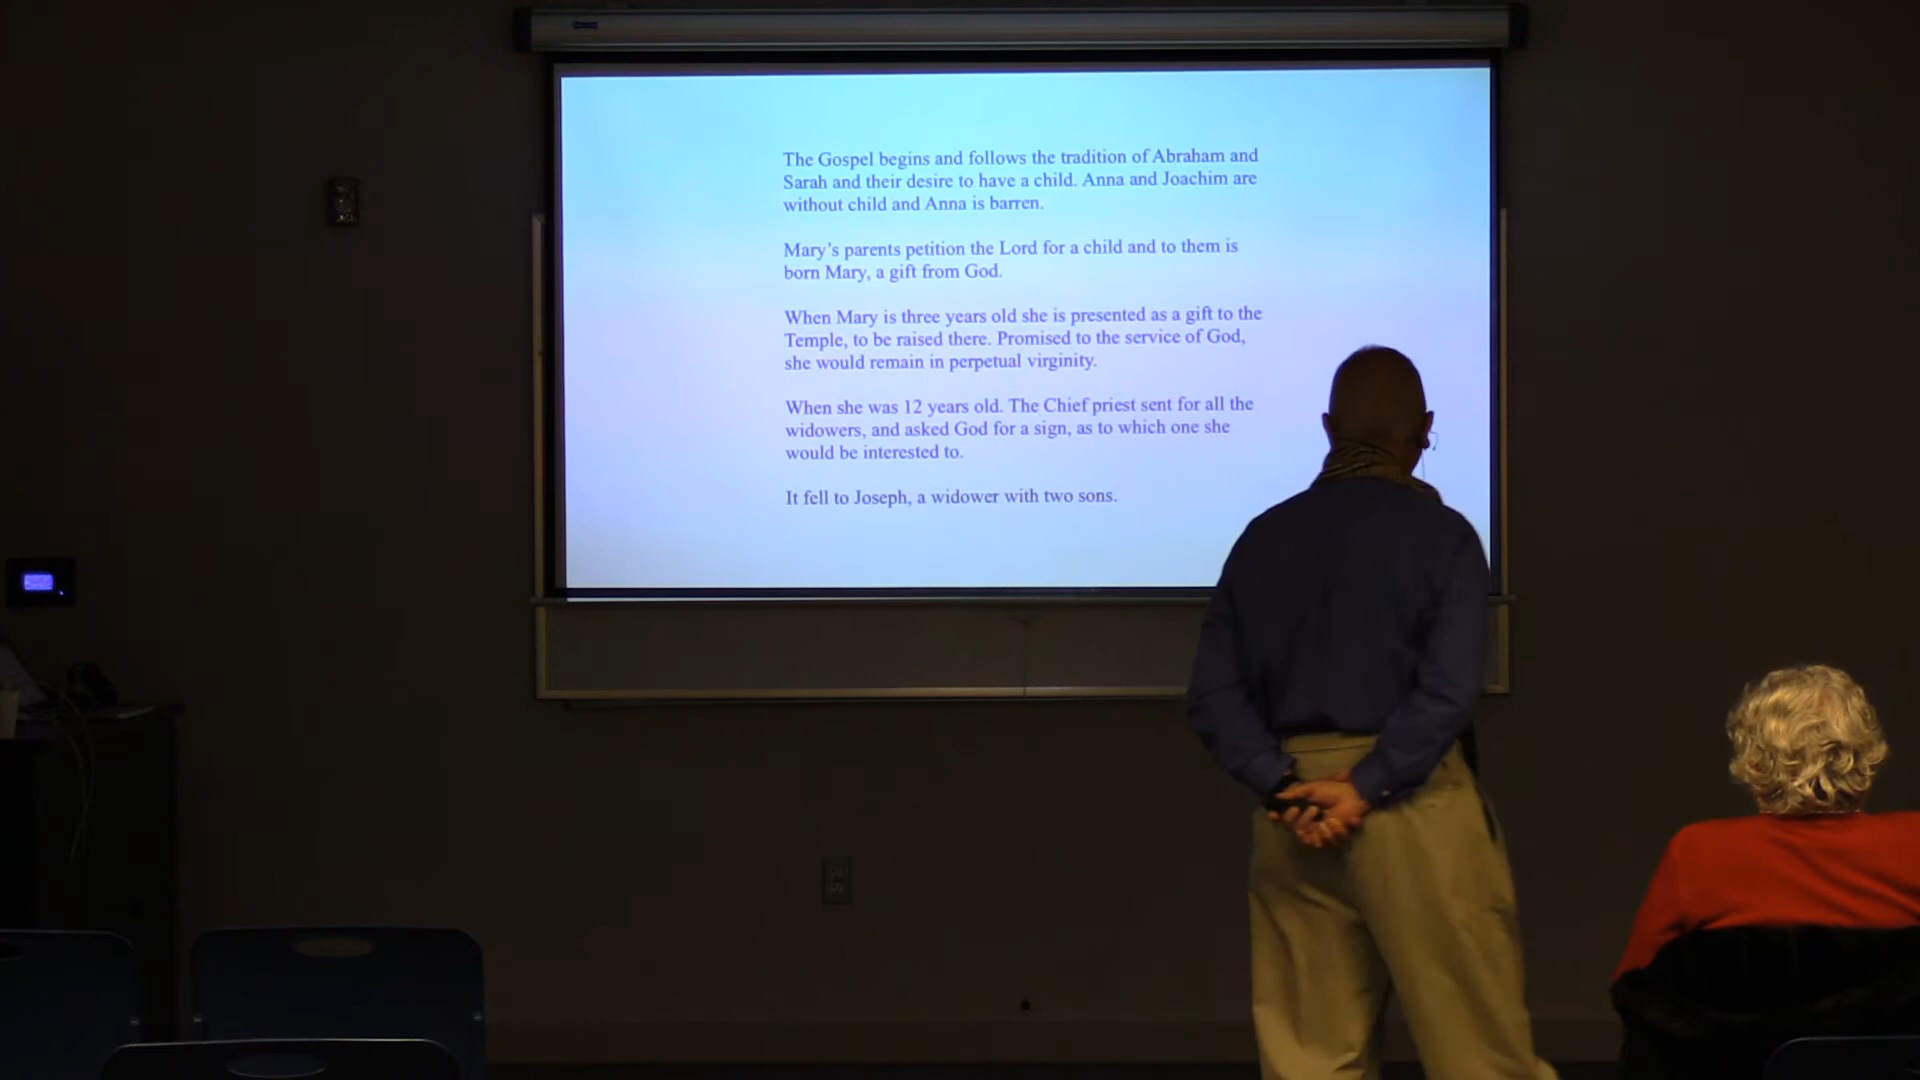 The Gospel begins and follows the tradition of Abraham and
Sarah and their desire to have a child. Anna and Joachim are
without child and Anna is barren.
Mary's parents petition the Lord for a child and to them is
born Mary, a gift from God.
When Mary is three years old she is presented as a gift to the
Temple, to be raised there. Promised to the service of God,
she would remain in perpetual virginity.
When she was 12 years old. The Chief priest sent for all the
widowers, and asked God for a sign, as to which one she
would be interested to.
It fell to Joseph, a widower with two sons.